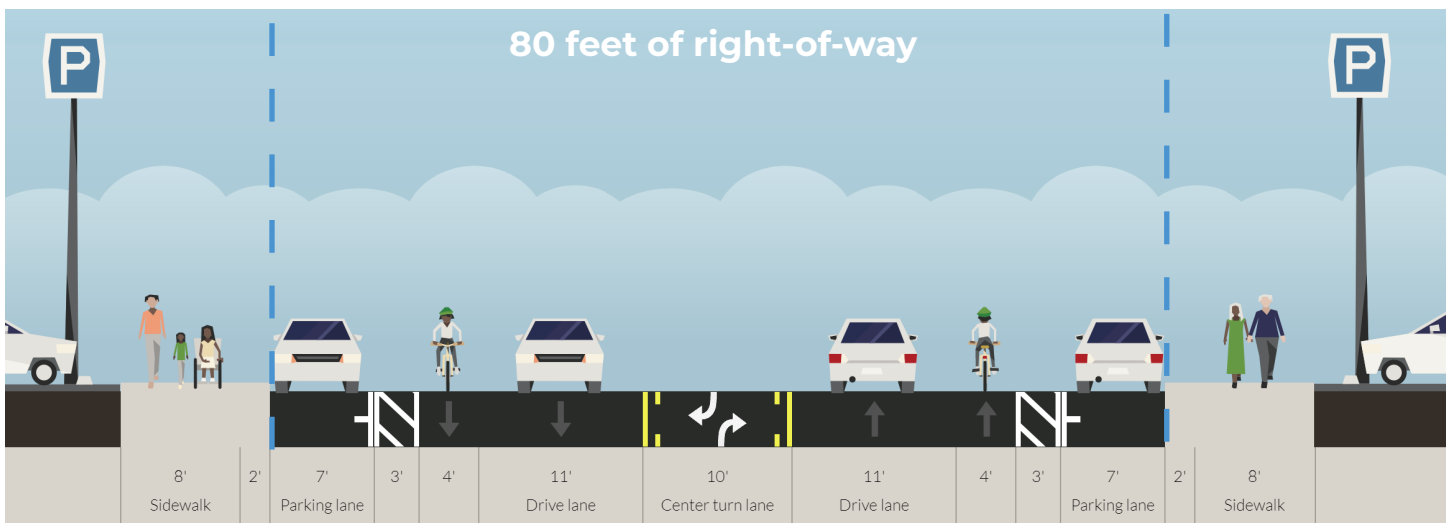 80 feet of right-of-way
P
P
8' 2' 7' 3' 4' 11' 10' 11' 4' 3' 7' 2' 8'
Sidewalk Parking lane Drive lane Center turn lane Drive lane Parking lane Sidewalk